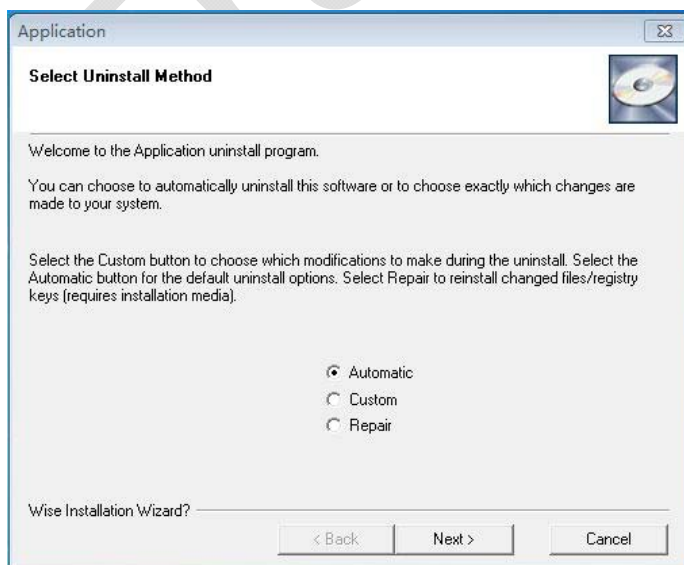 Application
Select Uninstall Method
Welcome to the Application uninstall program.
You can choose to automatically uninstall this software or to choose exactly which changes are
made to your system.
Select the Custom button to choose which modifications to make during the uninstall. Select the
Automatic button for the default uninstall options. Select Repair to reinstall changed files/registry
keys (requires installation media).
Automatic
Custom
Repair
Wise Installation Wizard?
< Back
Next >
Cancel